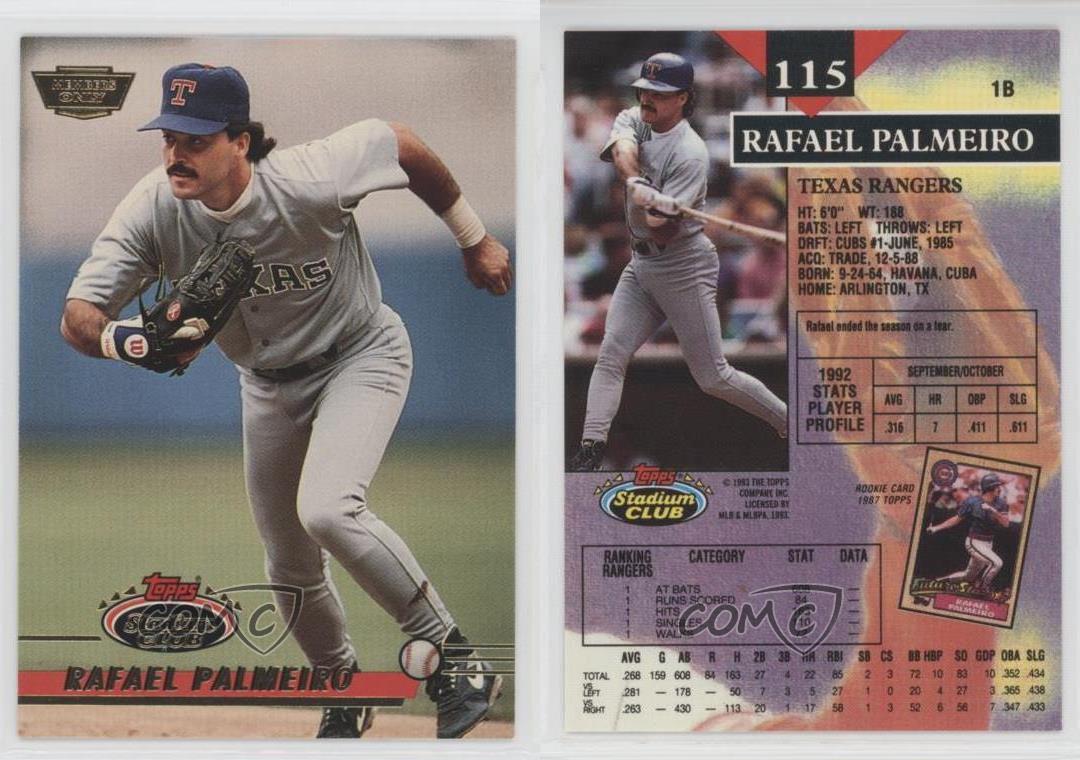 MEMBERS
ONLY
T
TEXAS
Topps
STADIUM
CLUB
COMC
RAFAEL PALMEIRO
T
115
1B
RAFAEL PALMEIRO
TEXAS RANGERS
HT: 6'0" WT: 188
BATS: LEFT THROWS: LEFT
DRFT: CUBS #1-JUNE, 1985
ACQ: TRADE, 12-5-88
BORN: 9-24-64, HAVANA, CUBA
HOME: ARLINGTON, TX
Rafael ended the season on a tear.
1992
STATS
PLAYER
PROFILE
SEPTEMBER/OCTOBER
AVG HR OBP SLG
.316 7 .411 .611
Topps
Stadium
CLUB
© 1993 THE TOPPS
COMPANY INC.
LICENSED BY
MLB & MLBPA, 1993.
ROOKIE CARD
1987 TOPPS
RAFAEL
PALMEIRO
RANKING CATEGORY STAT DATA
RANGERS
1 AT BATS 608
1 RUNS SCORED 84
1 HITS
1 SINGLES 110
1 WALKS
COMC
AVG G AB R H 2B 3B HR RBI SB CS BB HBP SO GDP OBA SLG
TOTAL .268 159 608 84 163 27 4 22 85 2 3 72 10 83 10 .352 .434
VS LEFT .281 — 178 — 50 7 3 5 27 1 0 20 4 27 3 .365 .438
VS RIGHT .263 — 430 — 113 20 1 17 58 1 3 52 6 56 7 .347 .433